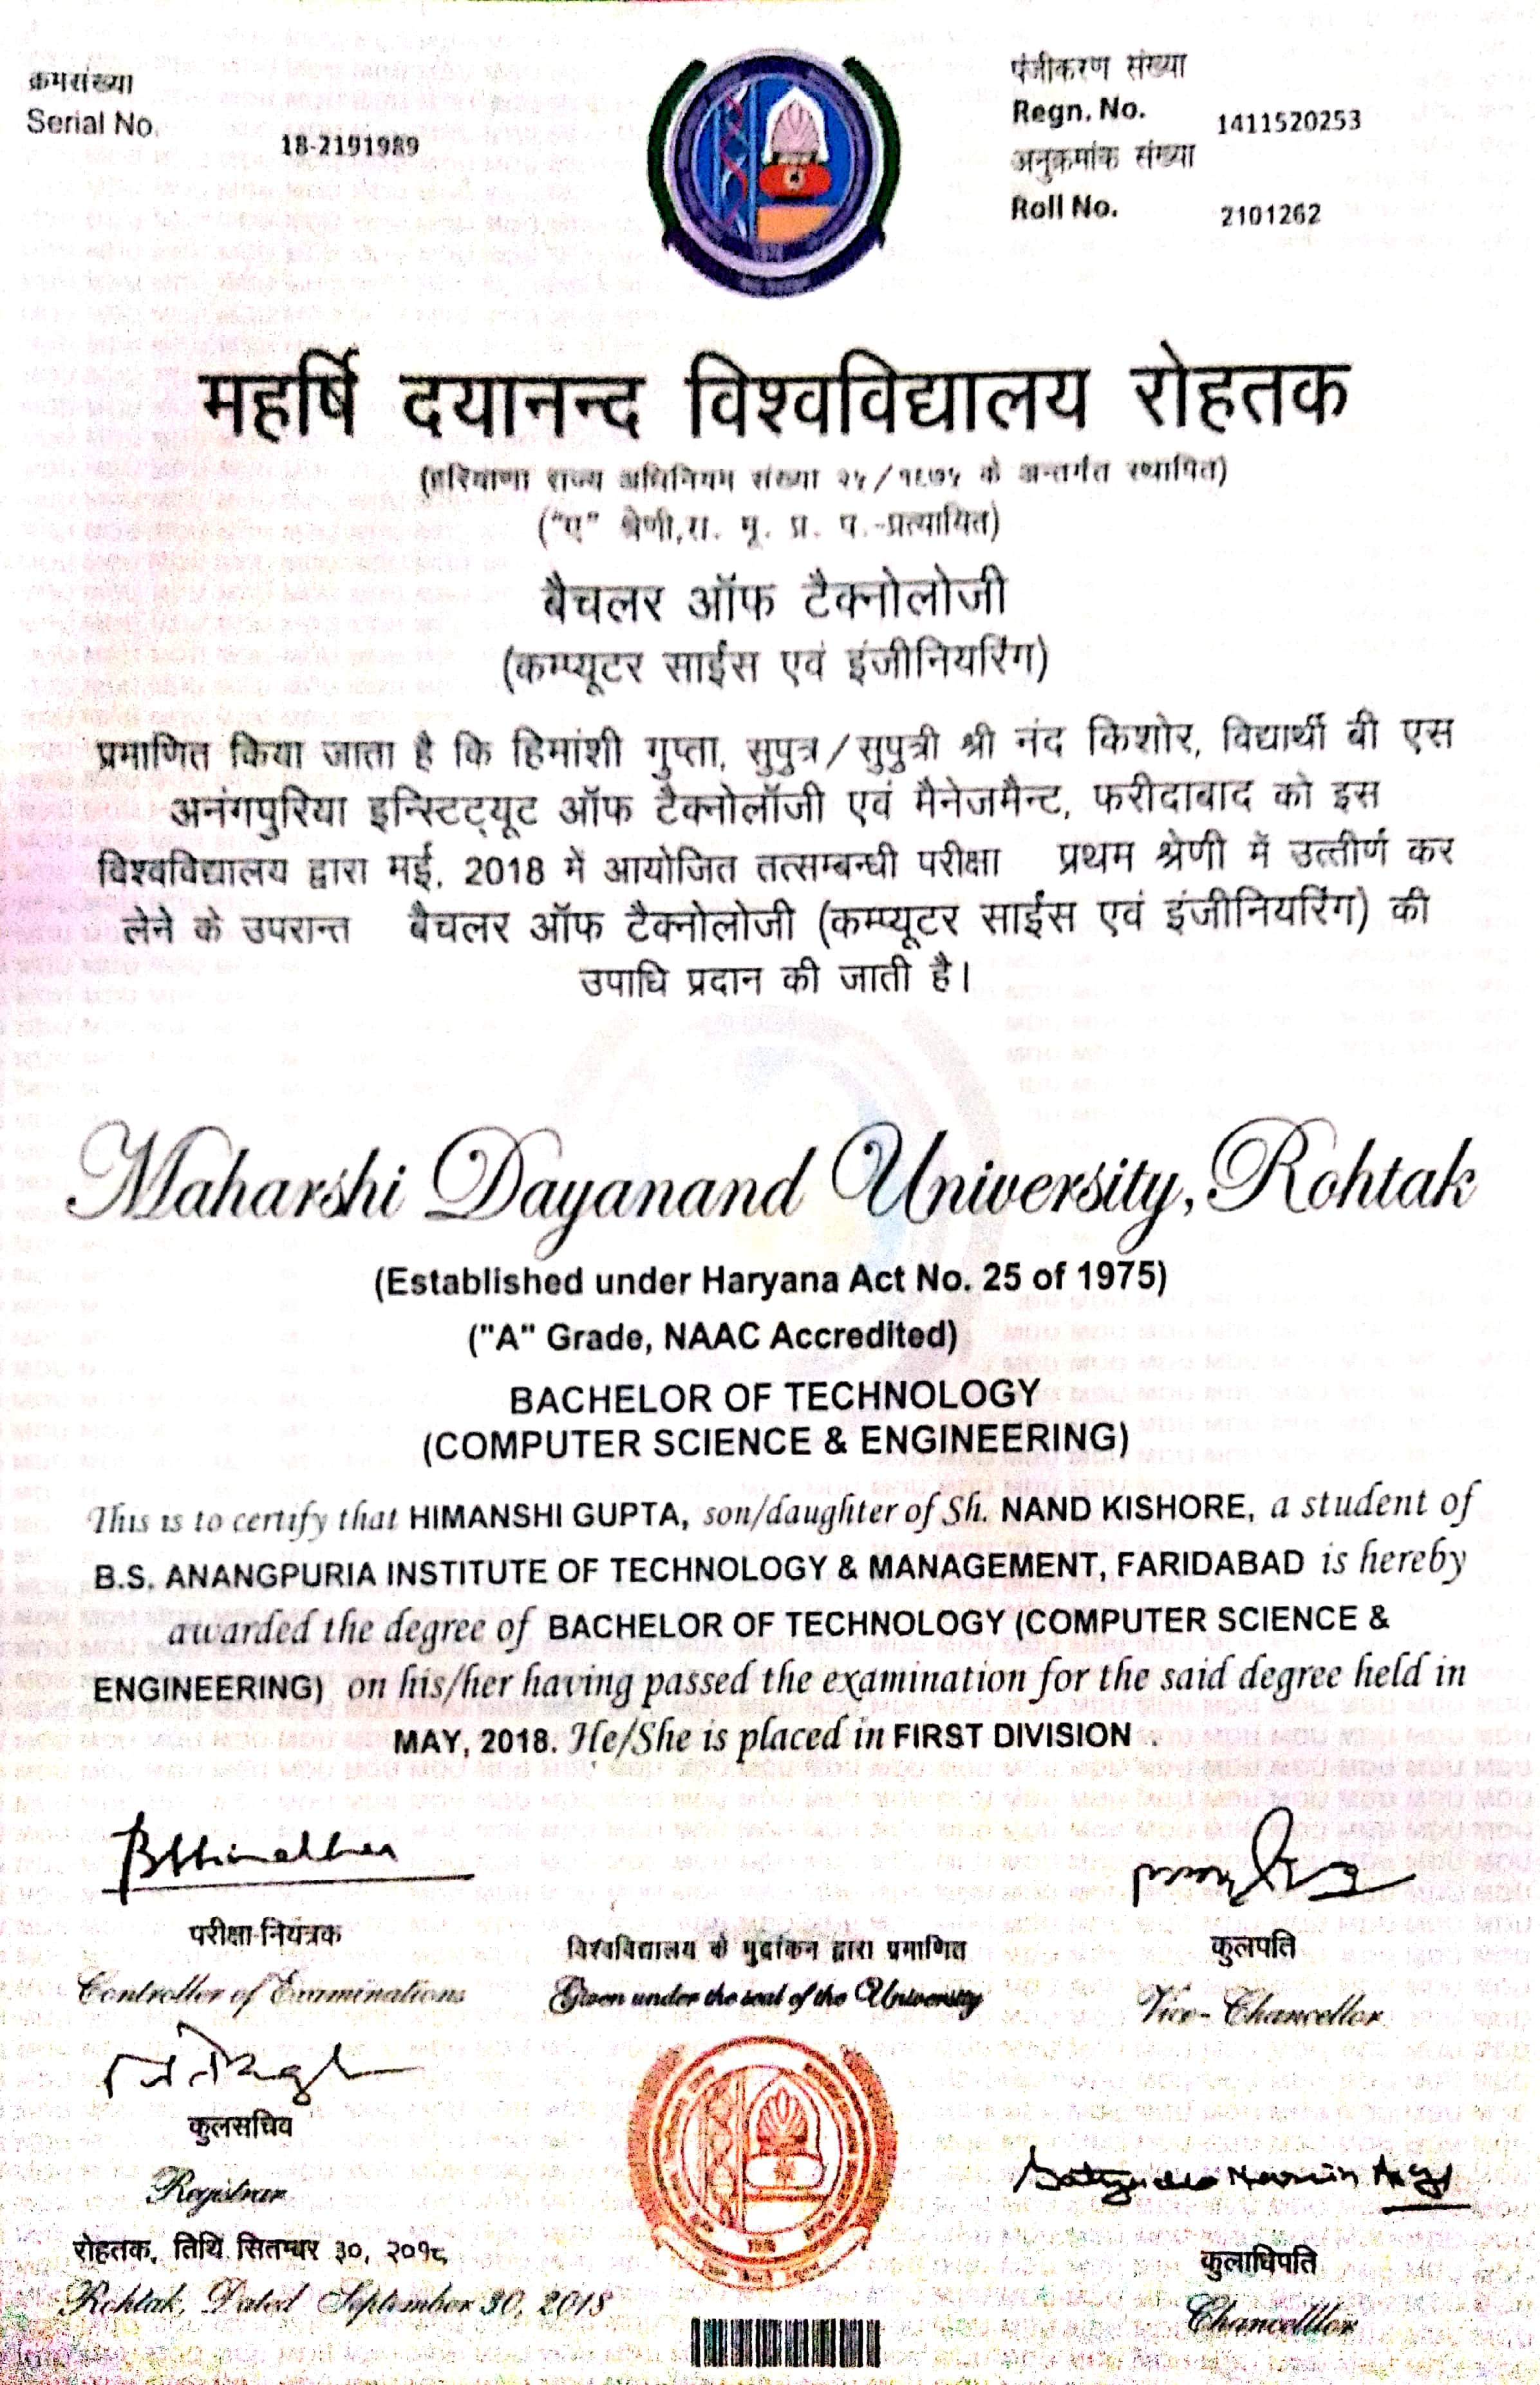 क्रमसंख्या
Serial No.
18-2191989
पंजीकरण संख्या
Regn. No. 1411520253
अनुक्रमांक संख्या
Roll No. 2101262
महर्षि दयानन्द विश्वविद्यालय रोहतक
(हरियाणा राज्य अधिनियम संख्या २५/१९७५ के अन्तर्गत स्थापित)
("ए" श्रेणी,रा. मू. प्र. प.-प्रत्यायित)
बैचलर ऑफ टैक्नोलोजी
(कम्प्यूटर साईंस एवं इंजीनियरिंग)
प्रमाणित किया जाता है कि हिमांशी गुप्ता, सुपुत्र/सुपुत्री श्री नंद किशोर, विद्यार्थी बी एस
अनंगपुरिया इन्स्टिट्यूट ऑफ टैक्नोलॉजी एवं मैनेजमैन्ट, फरीदाबाद को इस
विश्वविद्यालय द्वारा मई, 2018 में आयोजित तत्सम्बन्धी परीक्षा प्रथम श्रेणी में उत्तीर्ण कर
लेने के उपरान्त बैचलर ऑफ टैक्नोलोजी (कम्प्यूटर साईंस एवं इंजीनियरिंग) की
उपाधि प्रदान की जाती है।
Maharshi Dayanand University, Rohtak
(Established under Haryana Act No. 25 of 1975)
("A" Grade, NAAC Accredited)
BACHELOR OF TECHNOLOGY
(COMPUTER SCIENCE & ENGINEERING)
This is to certify that HIMANSHI GUPTA, son/daughter of Sh. NAND KISHORE, a student of
B.S. ANANGPURIA INSTITUTE OF TECHNOLOGY & MANAGEMENT, FARIDABAD is hereby
awarded the degree of BACHELOR OF TECHNOLOGY (COMPUTER SCIENCE &
ENGINEERING) on his/her having passed the examination for the said degree held in
MAY, 2018. He/She is placed in FIRST DIVISION .
परीक्षा-नियंत्रक
Controller of Examinations
विश्वविद्यालय के मुद्रांकन द्वारा प्रमाणित
Given under the seal of the University
कुलपति
Vice-Chancellor
कुलसचिव
Registrar
रोहतक, तिथि सितम्बर ३०, २०१८
Rohtak, Dated September 30, 2018
कुलाधिपति
Chancelllor